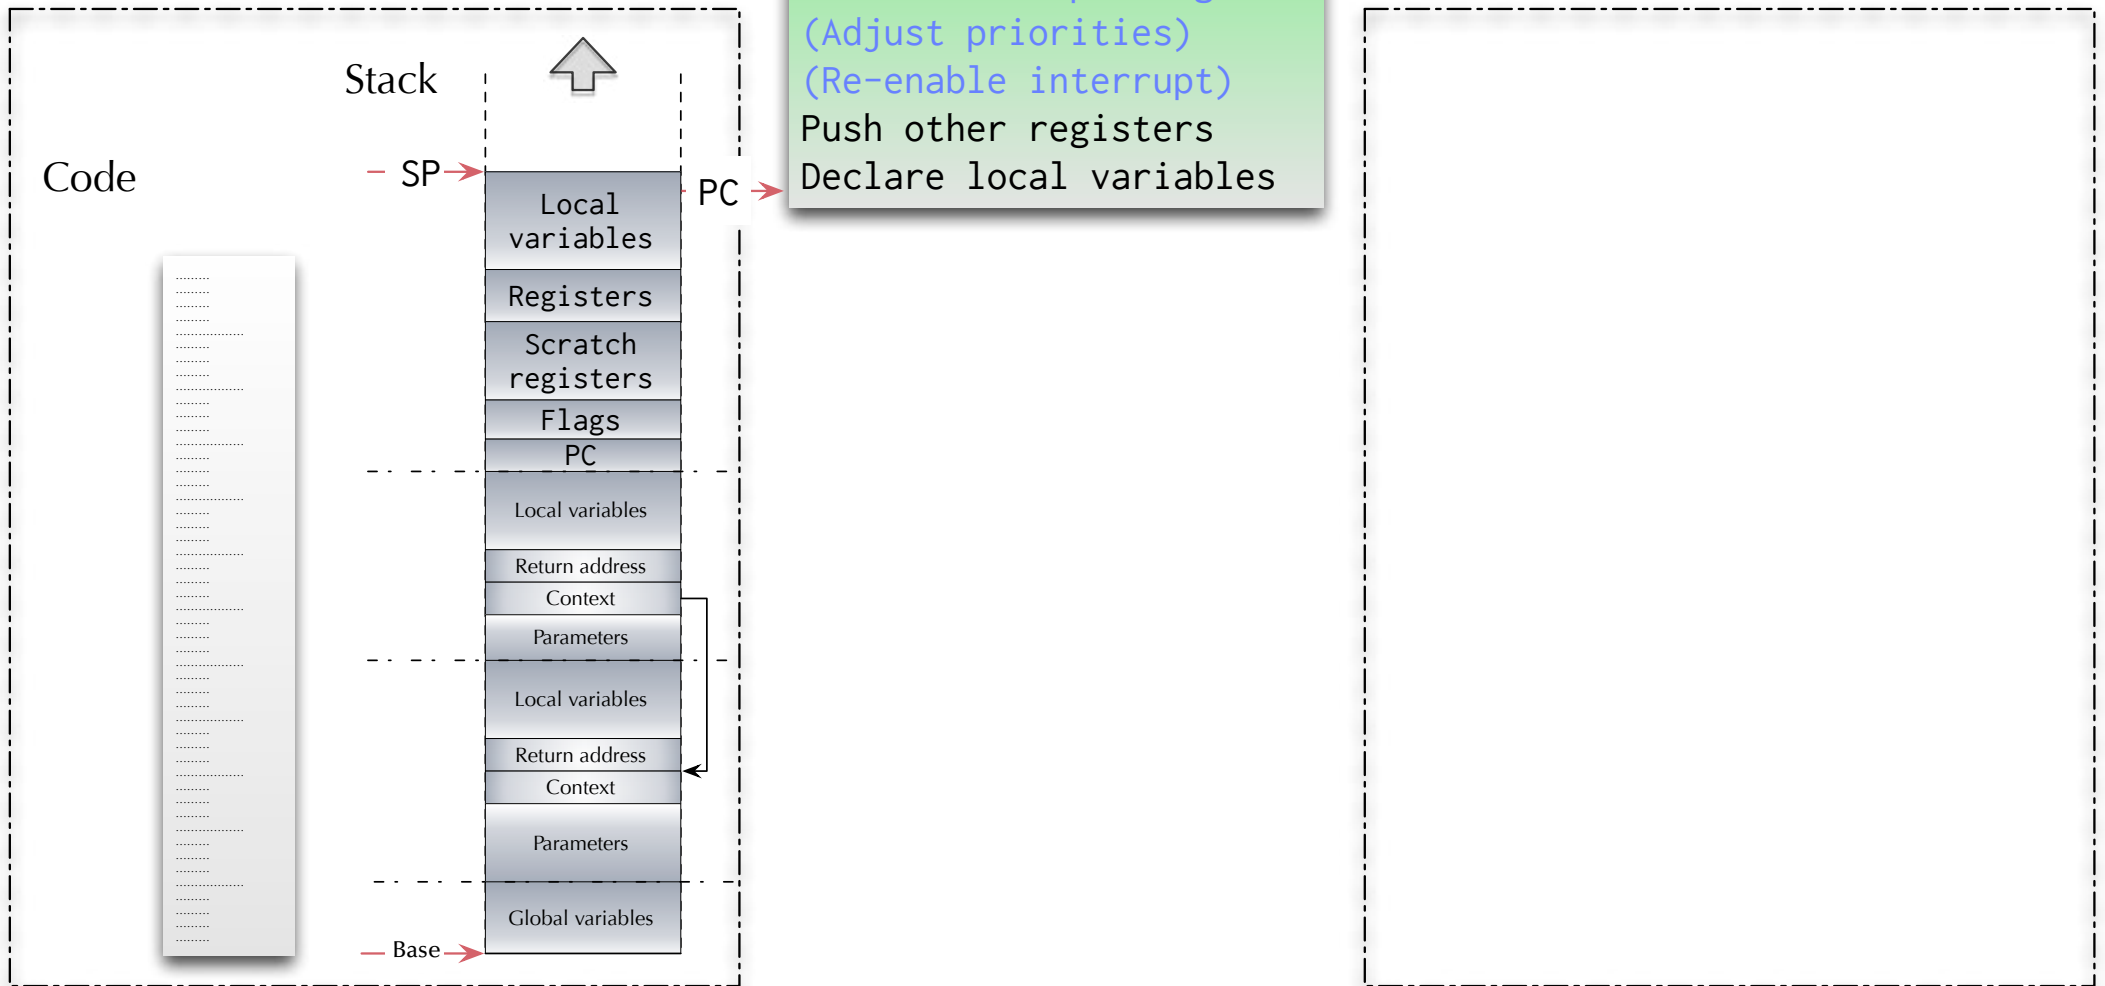 (Adjust priorities)
(Re-enable interrupt)
Push other registers
Declare local variables
Stack
Code
SP
PC
Local
variables
Registers
Scratch
registers
Flags
PC
Local variables
Return address
Context
Parameters
Local variables
Return address
Context
Parameters
Global variables
Base